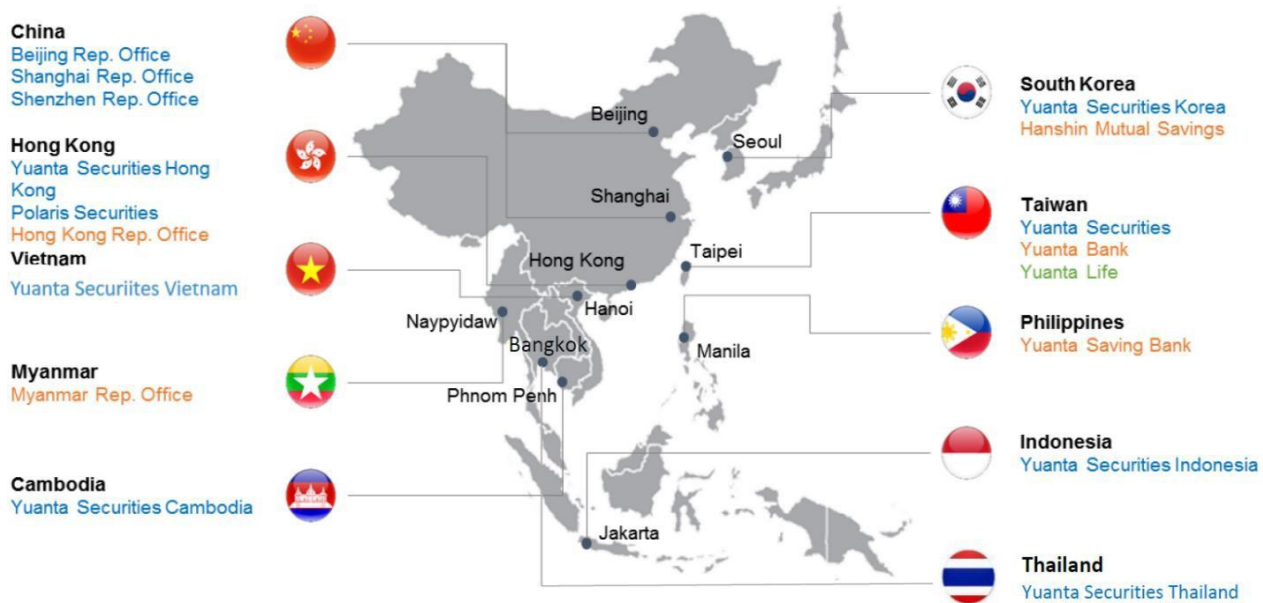 China
Beijing Rep. Office
Shanghai Rep. Office
Shenzhen Rep. Office
Hong Kong
Yuanta Securities Hong
Kong
Polaris Securities
Hong Kong Rep. Office
Vietnam
Yuanta Securiites Vietnam
Myanmar
Myanmar Rep. Office
Cambodia
Yuanta Securities Cambodia
Beijing
Seoul
Shanghai
Taipei
Hong Kong
Hanoi
Naypyidaw
Bangkok
Manila
Phnom Penh
Jakarta
South Korea
Yuanta Securities Korea
Hanshin Mutual Savings
Taiwan
Yuanta Securities
Yuanta Bank
Yuanta Life
Philippines
Yuanta Saving Bank
Indonesia
Yuanta Securities Indonesia
Thailand
Yuanta Securities Thailand